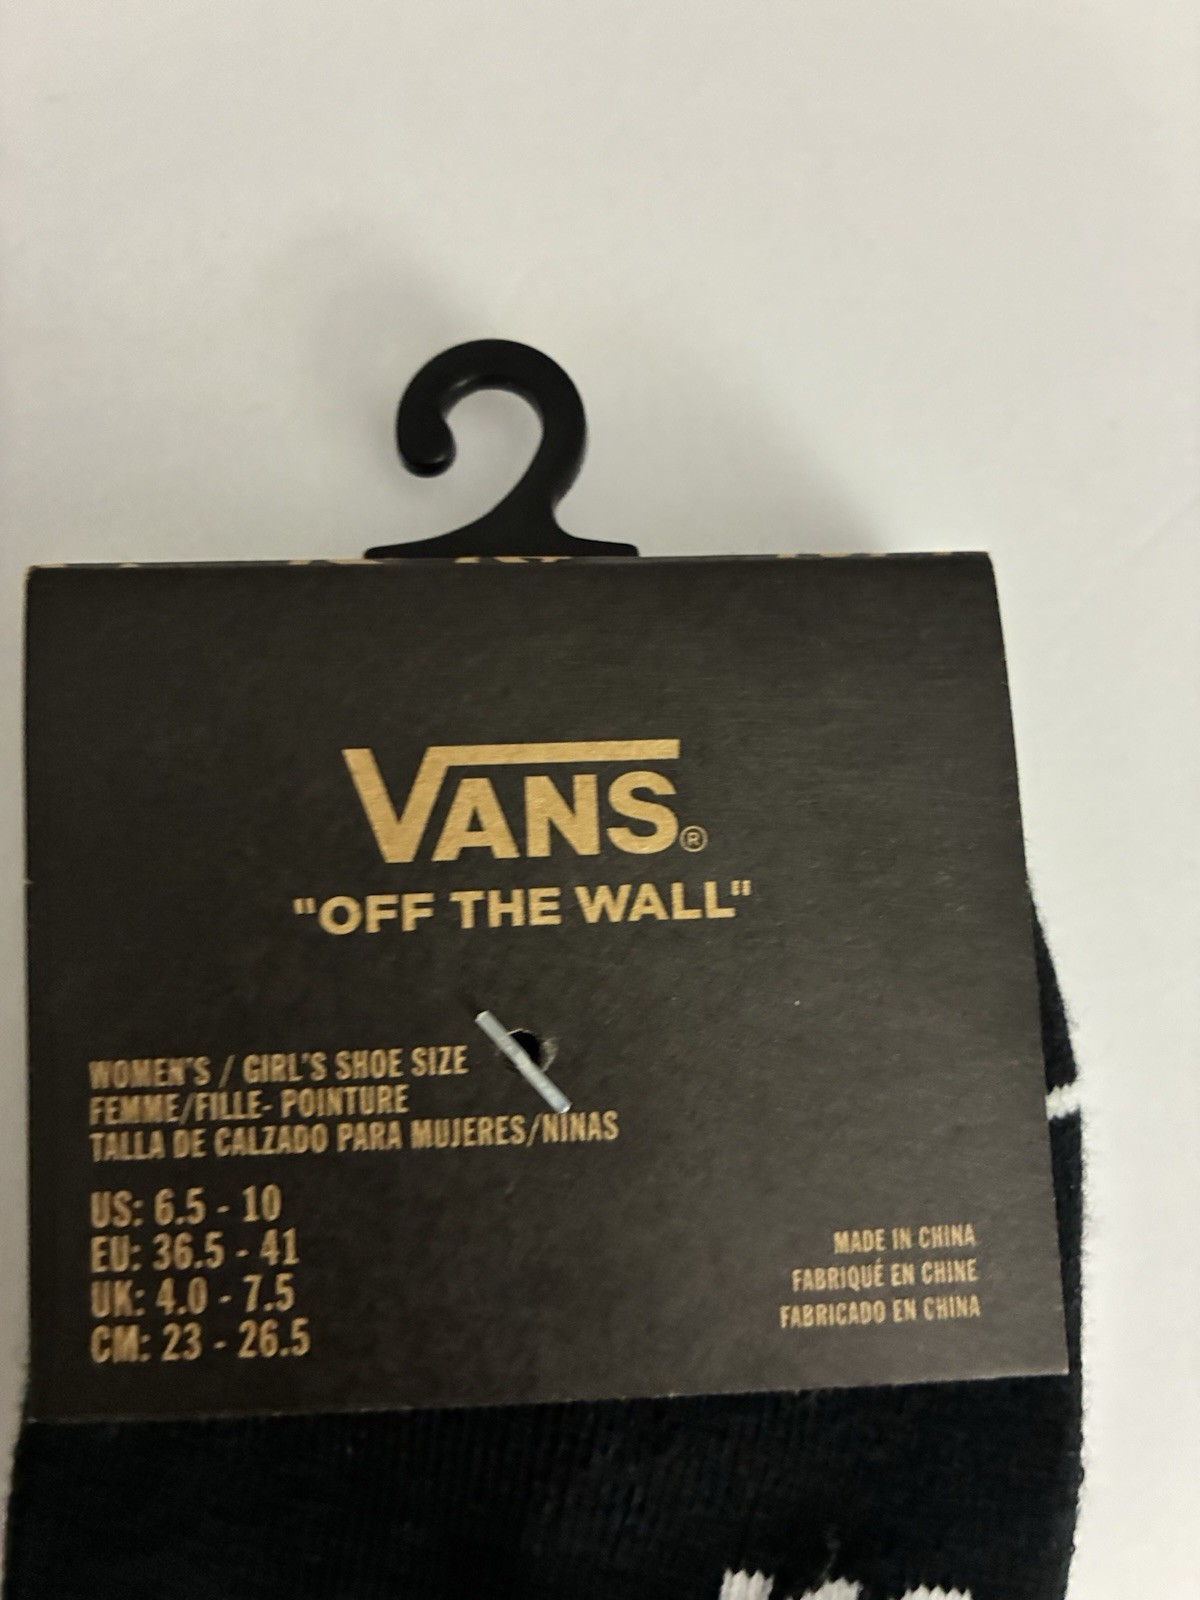 VANS®
"OFF THE WALL"
WOMEN'S / GIRL'S SHOE SIZE
FEMME/FILLE- POINTURE
TALLA DE CALZADO PARA MUJERES/NINAS
US: 6.5 - 10
EU: 36.5 - 41
UK: 4.0 - 7.5
CM: 23 - 26.5
MADE IN CHINA
FABRIQUÉ EN CHINE
FABRICADO EN CHINA